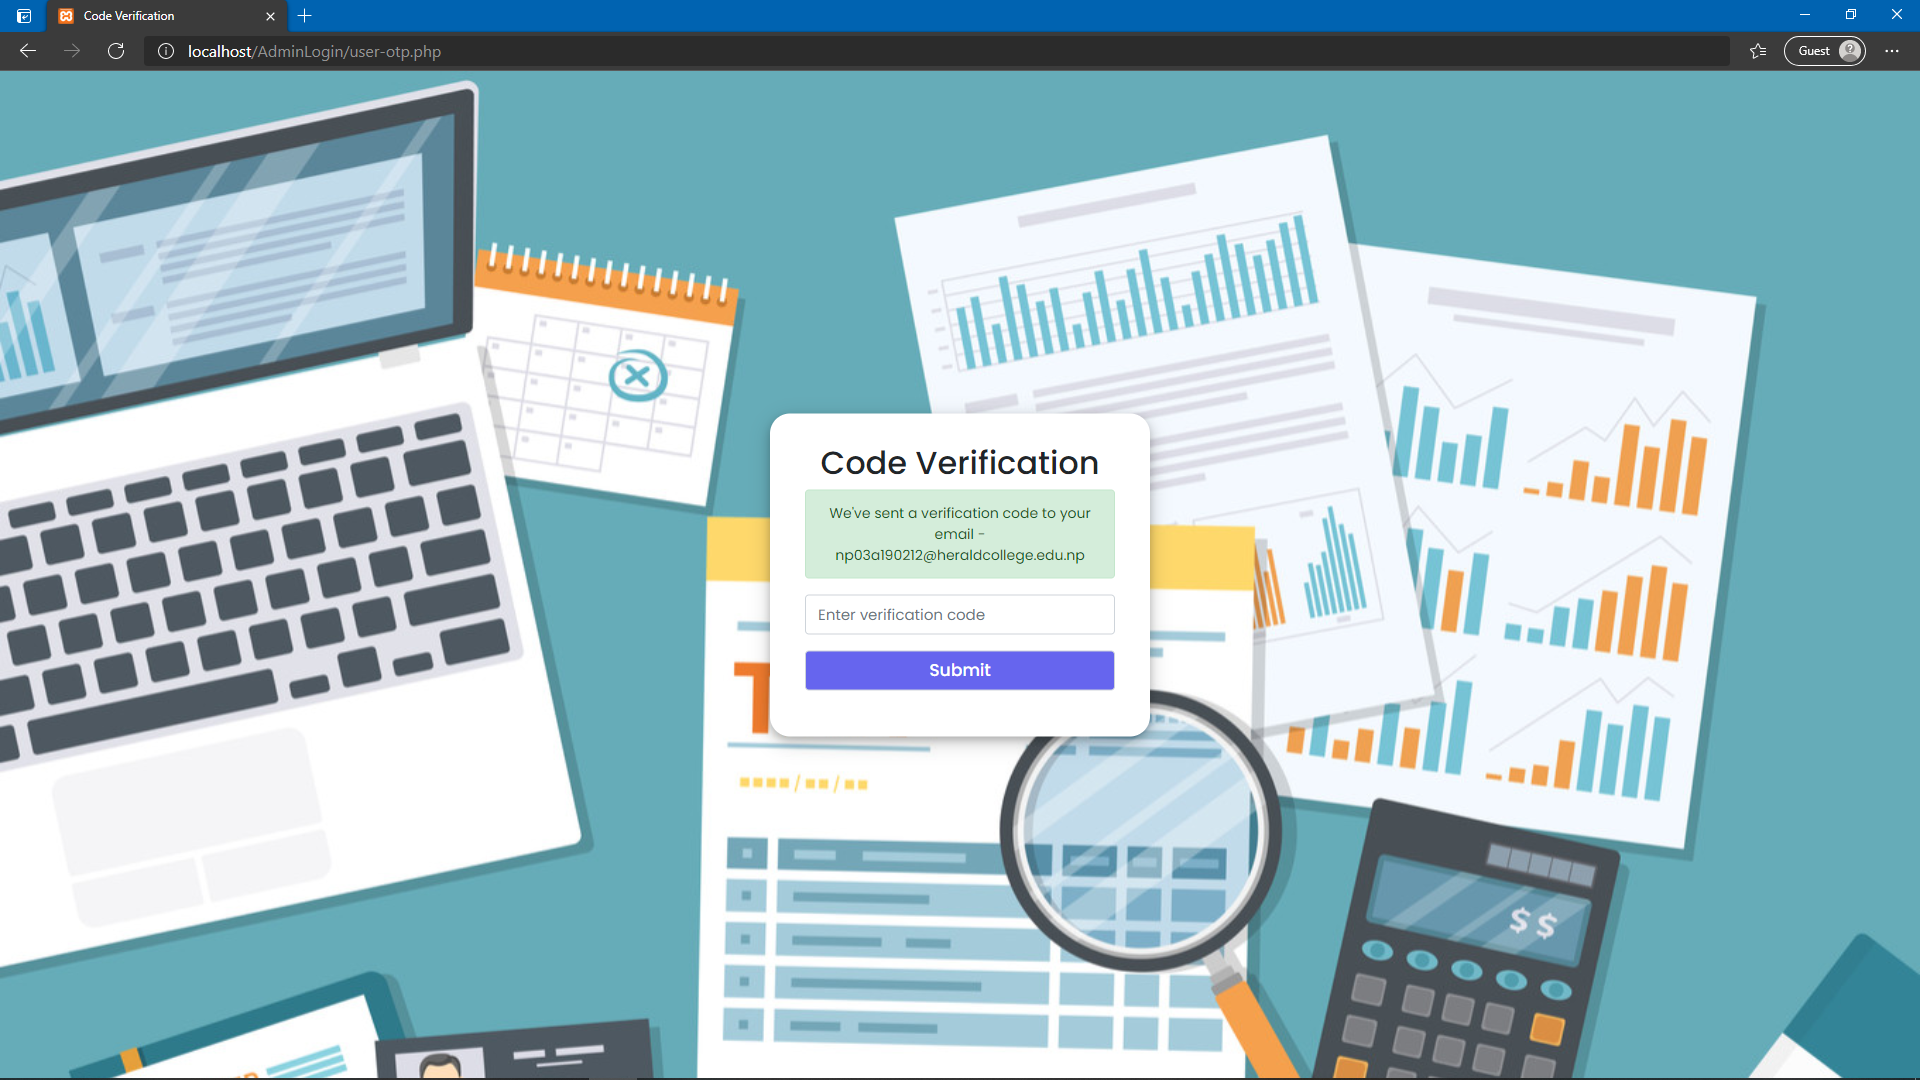 Code Verification
localhost/AdminLogin/user-otp.php
Guest
Code Verification
We've sent a verification code to your
email -
np03a190212@heraldcollege.edu.np
Enter verification code
Submit
T
$$